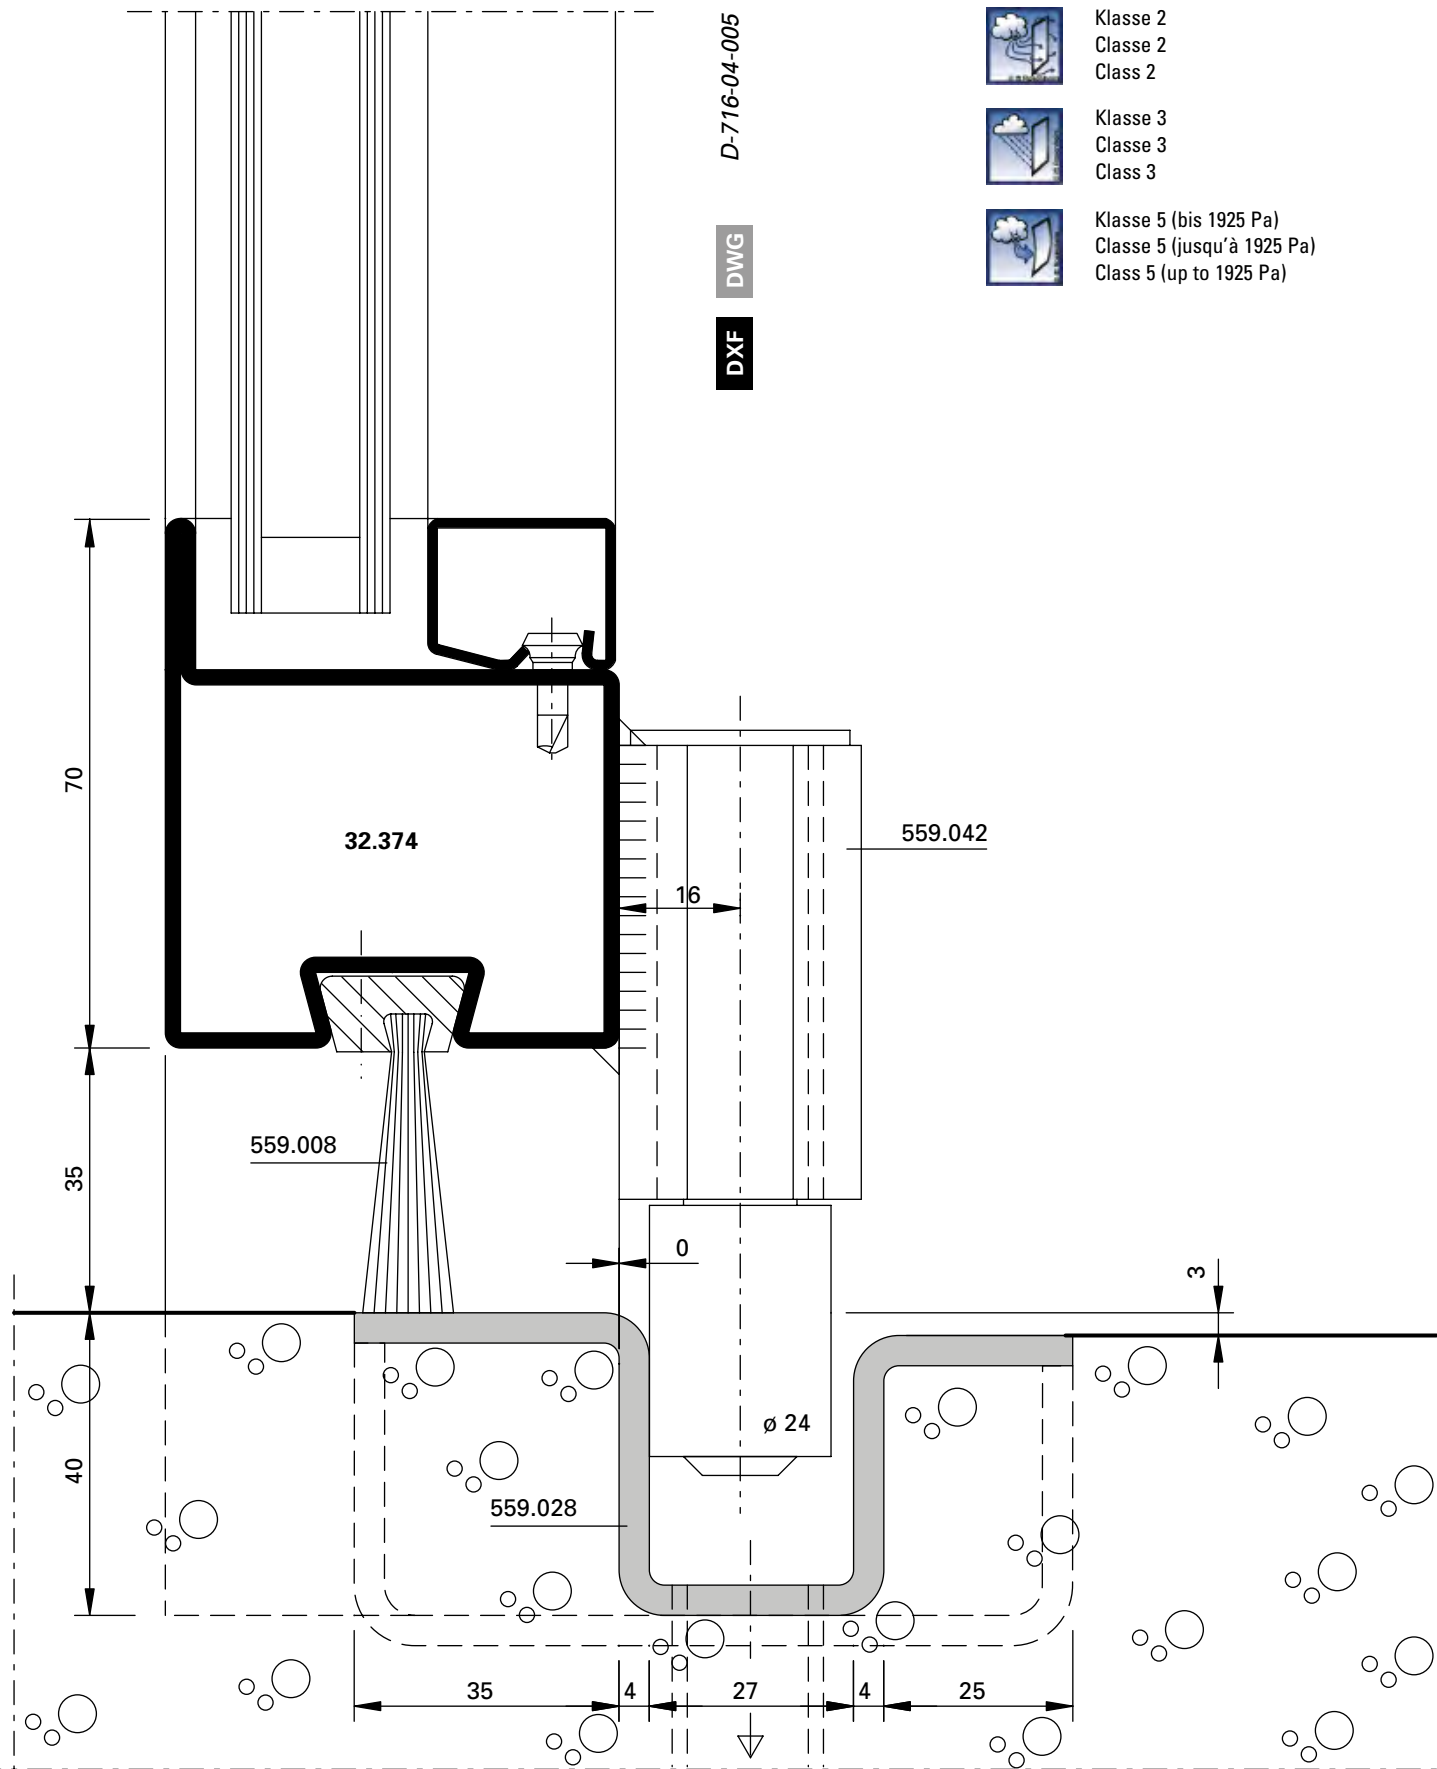 D-716-04-005
DWG
DXF
Klasse 2
Classe 2
Class 2
Klasse 3
Classe 3
Class 3
Klasse 5 (bis 1925 Pa)
Classe 5 (jusqu'à 1925 Pa)
Class 5 (up to 1925 Pa)
70
32.374
559.042
16
559.008
35
0
3
ø 24
40
559.028
35
4
27
4
25